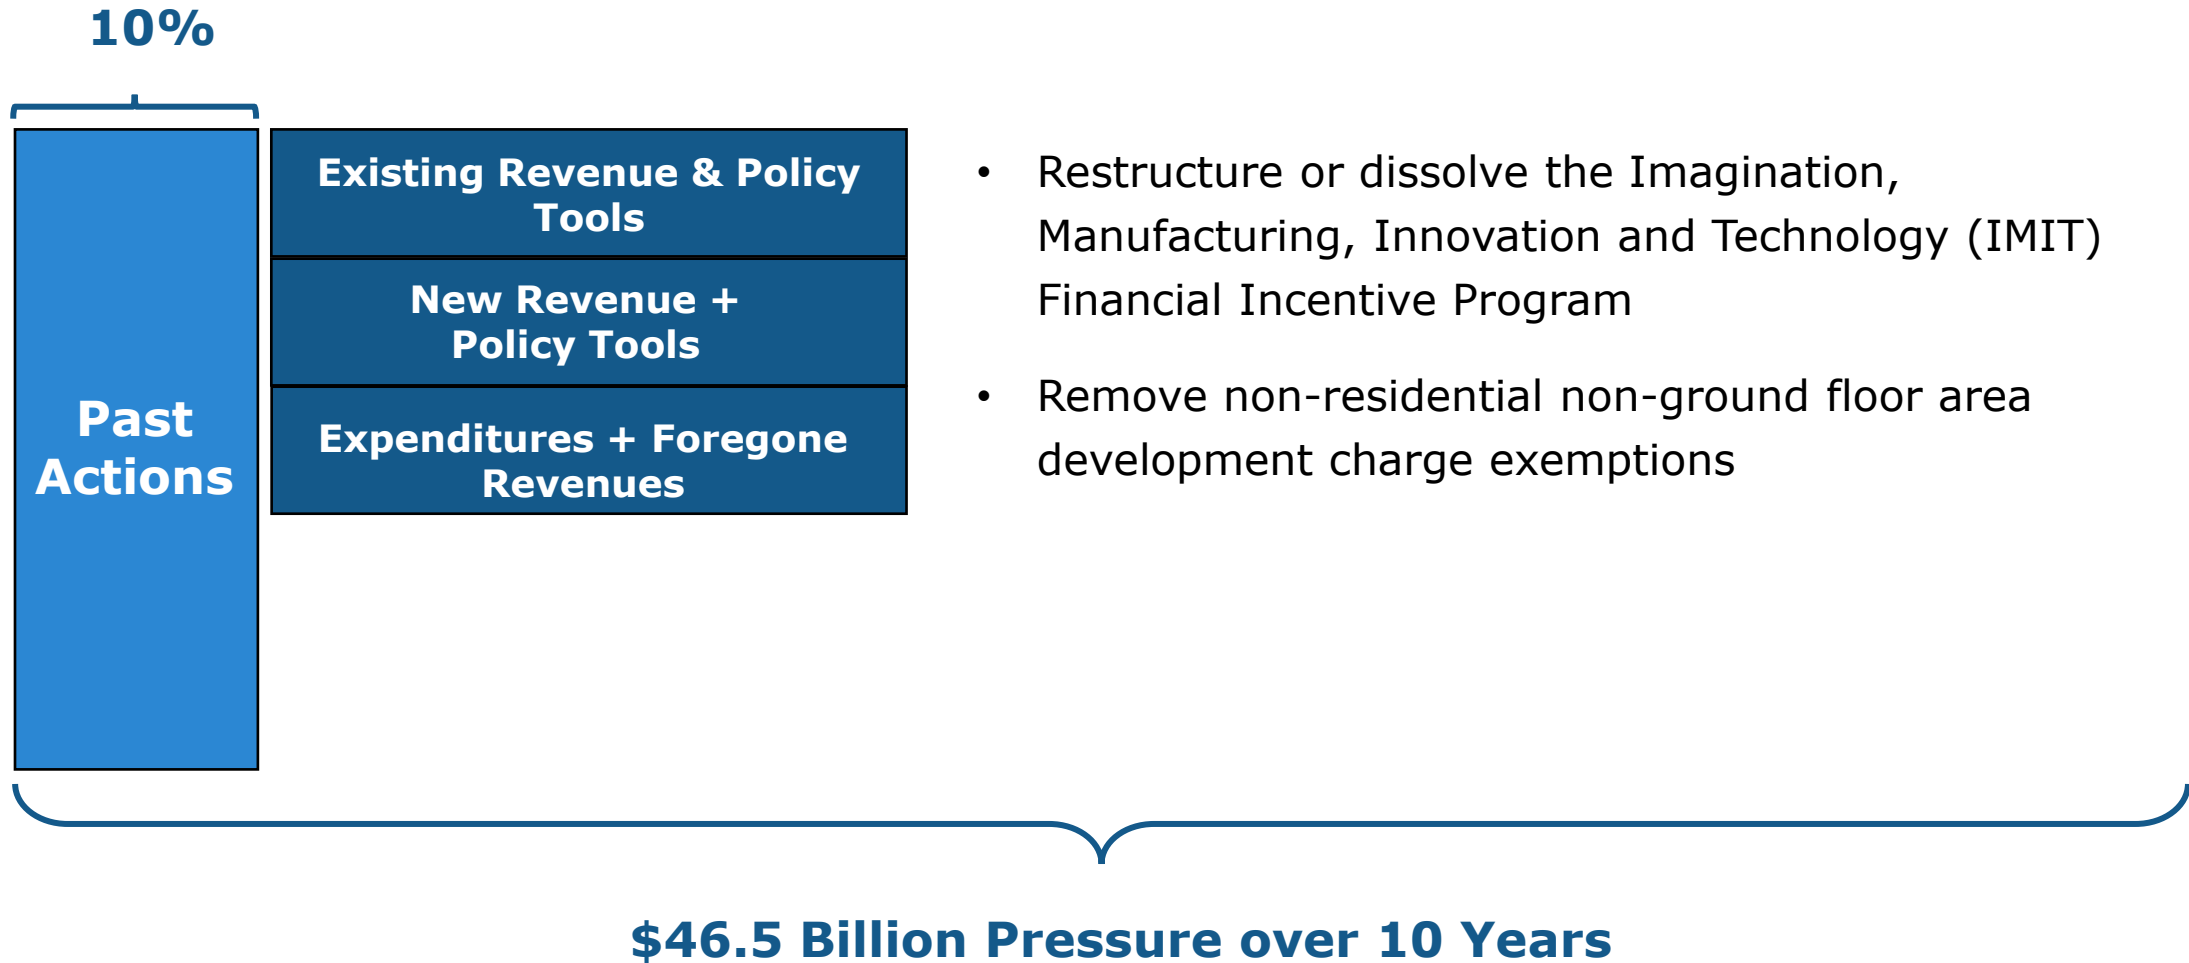 10%
Past
Actions
Existing Revenue & Policy
Tools
New Revenue +
Policy Tools
Expenditures + Foregone
Revenues
• Restructure or dissolve the Imagination,
Manufacturing, Innovation and Technology (IMIT)
Financial Incentive Program
• Remove non-residential non-ground floor area
development charge exemptions
$46.5 Billion Pressure over 10 Years